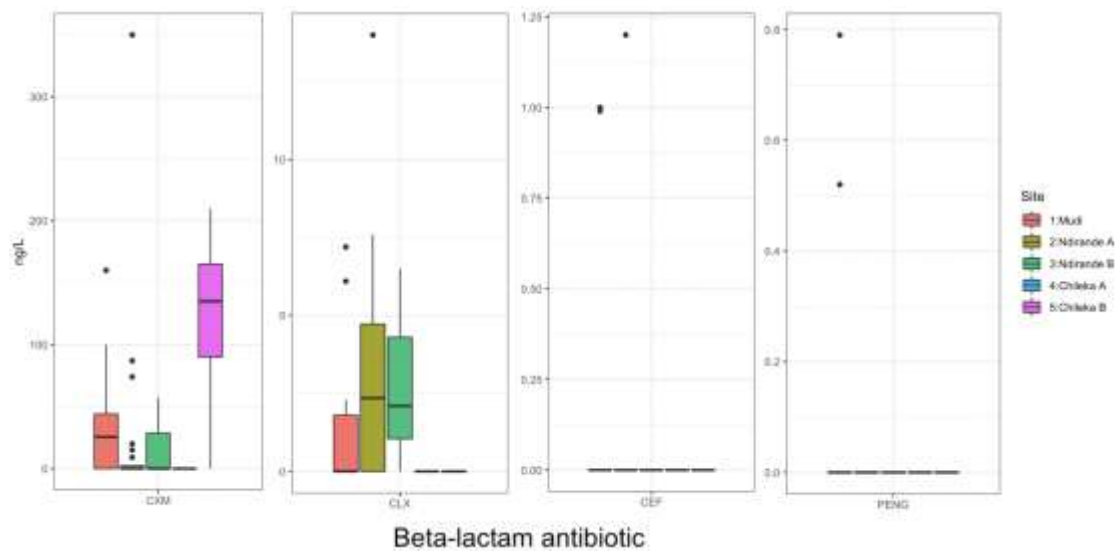 ng/L
300
200
100
0
CXM
10
5
0
CLX
1.25
1.00
0.75
0.50
0.25
0.00
CEF
0.8
0.6
0.4
0.2
0.0
PENG
Beta-lactam antibiotic
Site
1:Mudi
2:Ndirande A
3:Ndirande B
4:Chileka A
5:Chileka B